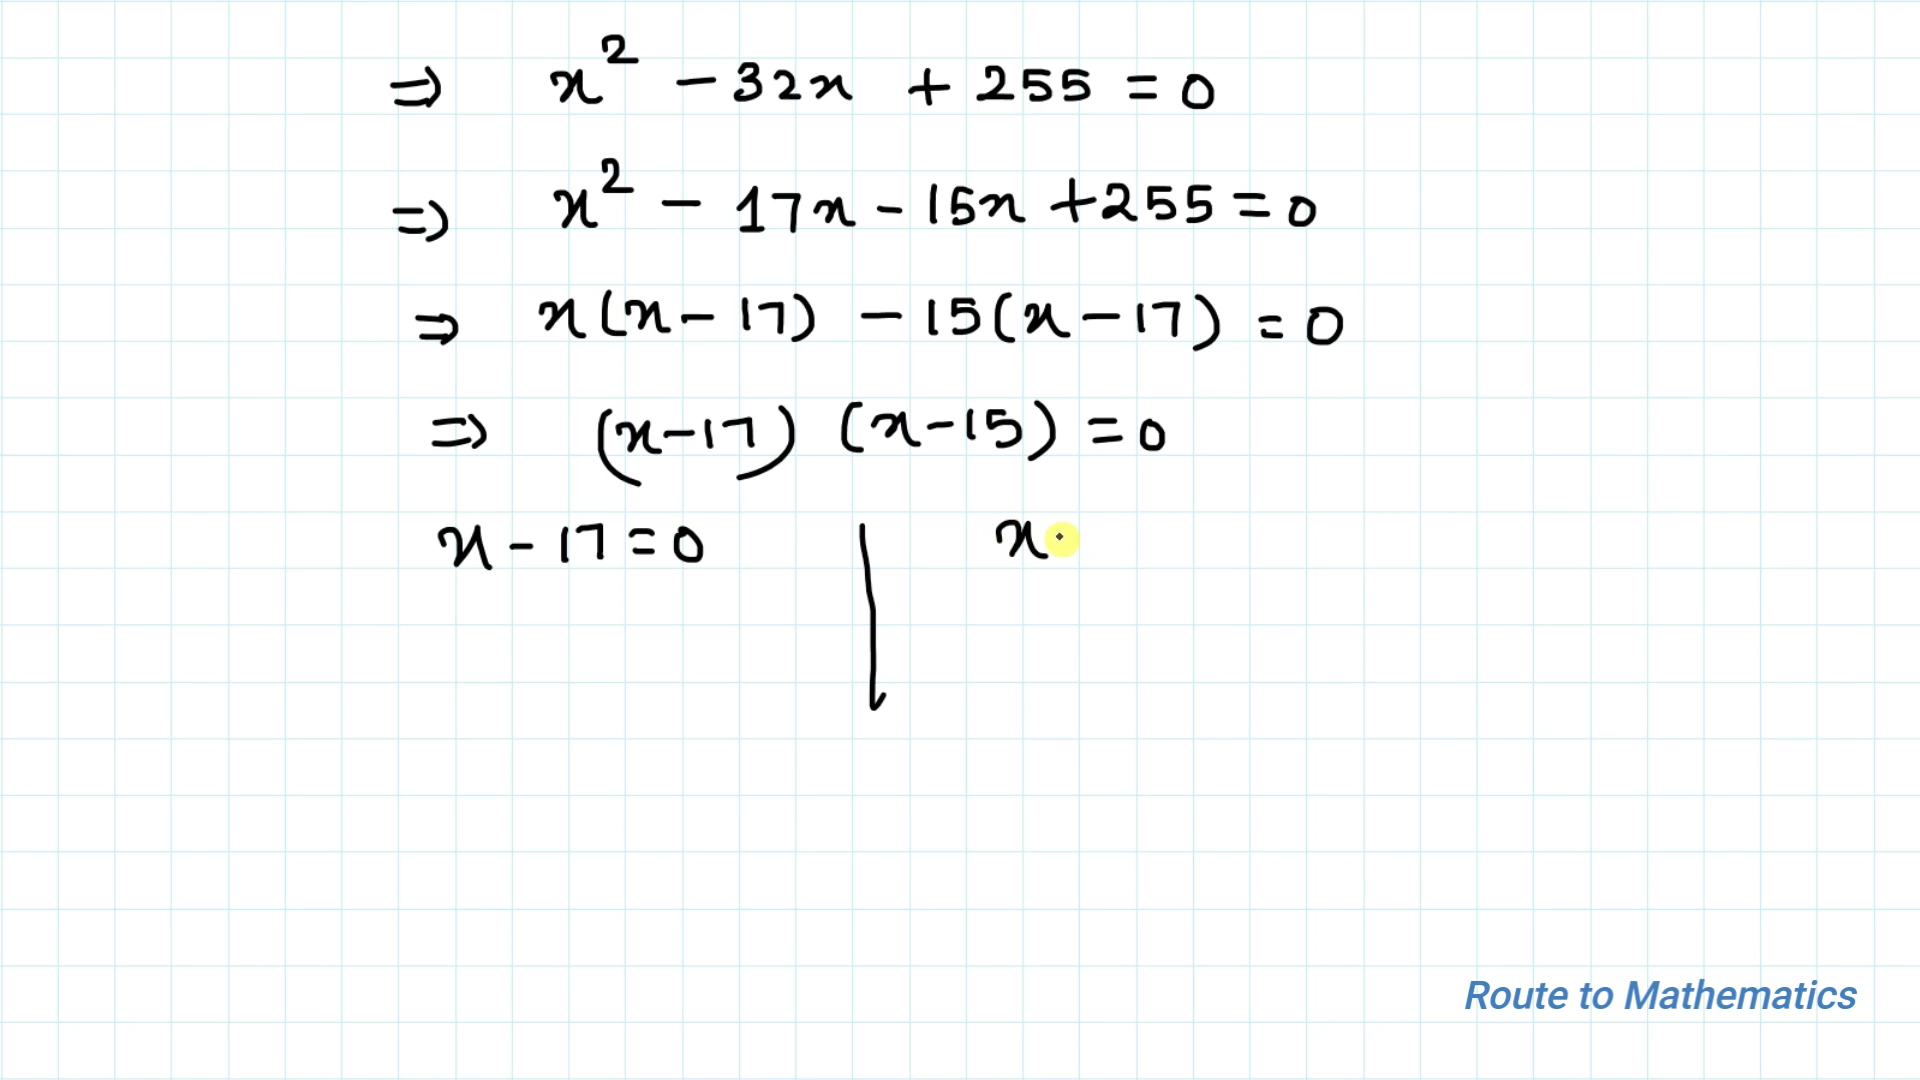 ⇒ x² - 32x + 255 = 0
⇒ x² - 17x - 15x + 255 = 0
⇒ x(x - 17) - 15(x - 17) = 0
⇒ (x-17) (x-15) = 0
x - 17 = 0 | x
Route to Mathematics